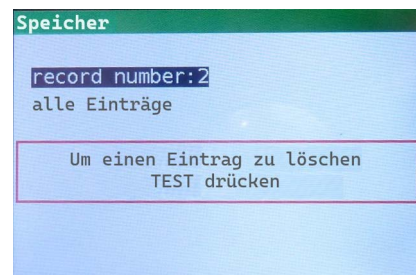 Speicher
record number:2
alle Einträge
Um einen Eintrag zu löschen
TEST drücken